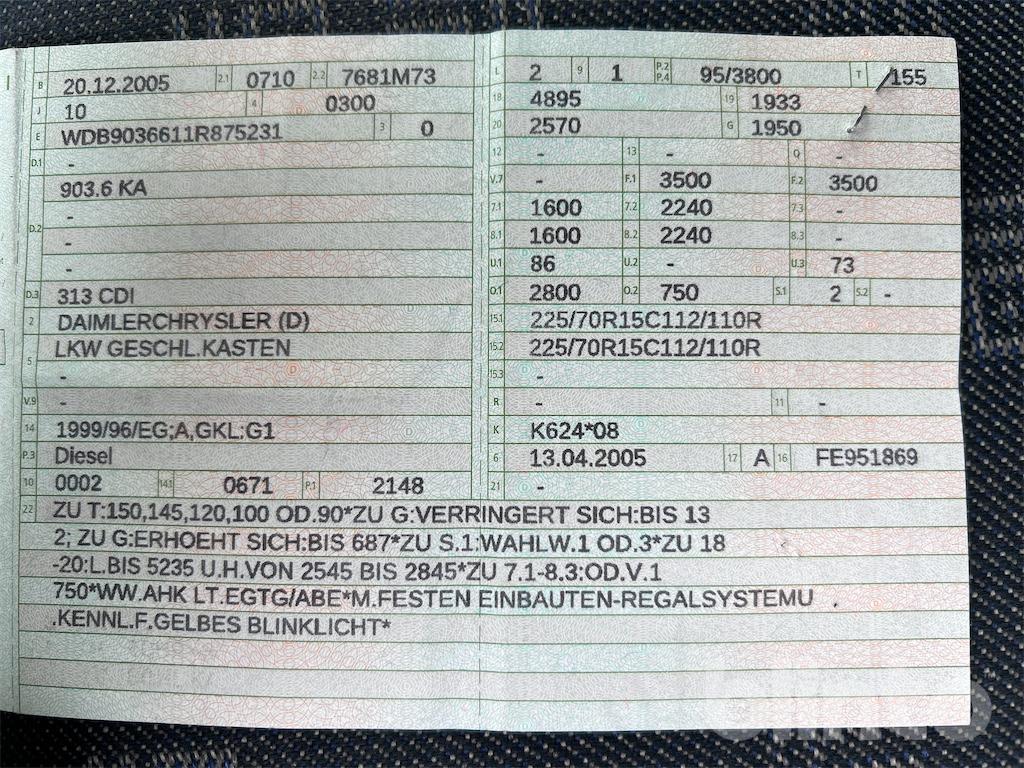 B 20.12.2005 2.1 0710 2.2 7681M73 L 2 9 1 P.2 P.4 95/3800 T /155
J 10 4 0300 18 4895 19 1933
E WDB9036611R875231 3 0 20 2570 G 1950
D.1 - 12 - 13 - Q -
903.6 KA V.7 - F.1 3500 F.2 3500
D.2 - 7.1 1600 7.2 2240 7.3 -
- 8.1 1600 8.2 2240 8.3 -
- U.1 86 U.2 - U.3 73
D.3 313 CDI O.1 2800 O.2 750 S.1 2 S.2 -
2 DAIMLERCHRYSLER (D) 15.1 225/70R15C112/110R
5 LKW GESCHL.KASTEN 15.2 225/70R15C112/110R
- 15.3 -
V.9 - R - 11 -
14 1999/96/EG;A,GKL:G1 K K624*08
P.3 Diesel 6 13.04.2005 17 A 16 FE951869
10 0002 14.1 0671 P.1 2148 21 -
22 ZU T:150,145,120,100 OD.90*ZU G:VERRINGERT SICH:BIS 13
2; ZU G:ERHOEHT SICH:BIS 687*ZU S.1:WAHLW.1 OD.3*ZU 18
-20:L.BIS 5235 U.H.VON 2545 BIS 2845*ZU 7.1-8.3:OD.V.1
750*WW.AHK LT.EGTG/ABE*M.FESTEN EINBAUTEN-REGALSYSTEMU .
.KENNL.F.GELBES BLINKLICHT*